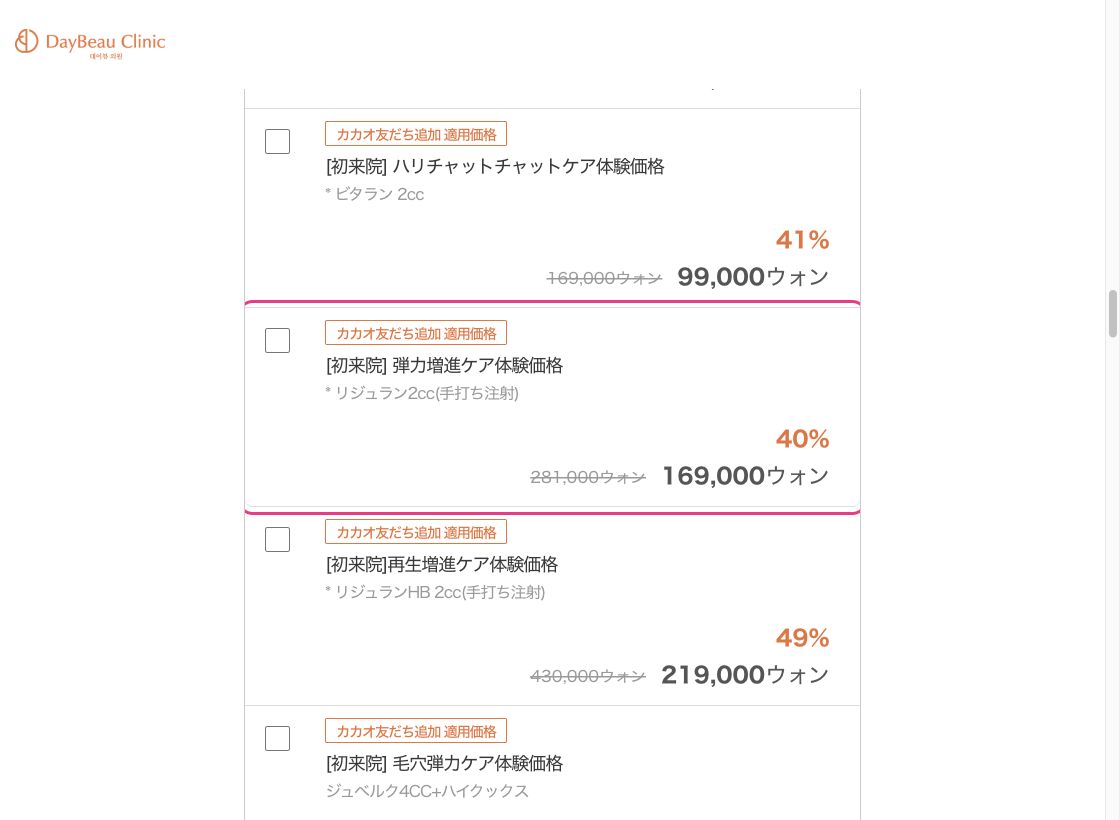 DayBeau Clinic
데이뷰 의원
カカオ友だち追加 適用価格
[初来院] ハリチャットチャットケア体験価格
* ビタラン 2cc
41%
169,000ウォン 99,000ウォン
カカオ友だち追加 適用価格
[初来院] 弾力増進ケア体験価格
* リジュラン2cc(手打ち注射)
40%
281,000ウォン 169,000ウォン
カカオ友だち追加 適用価格
[初来院]再生増進ケア体験価格
* リジュランHB 2cc(手打ち注射)
49%
430,000ウォン 219,000ウォン
カカオ友だち追加 適用価格
[初来院] 毛穴弾力ケア体験価格
ジュベルク4CC+ハイクックス